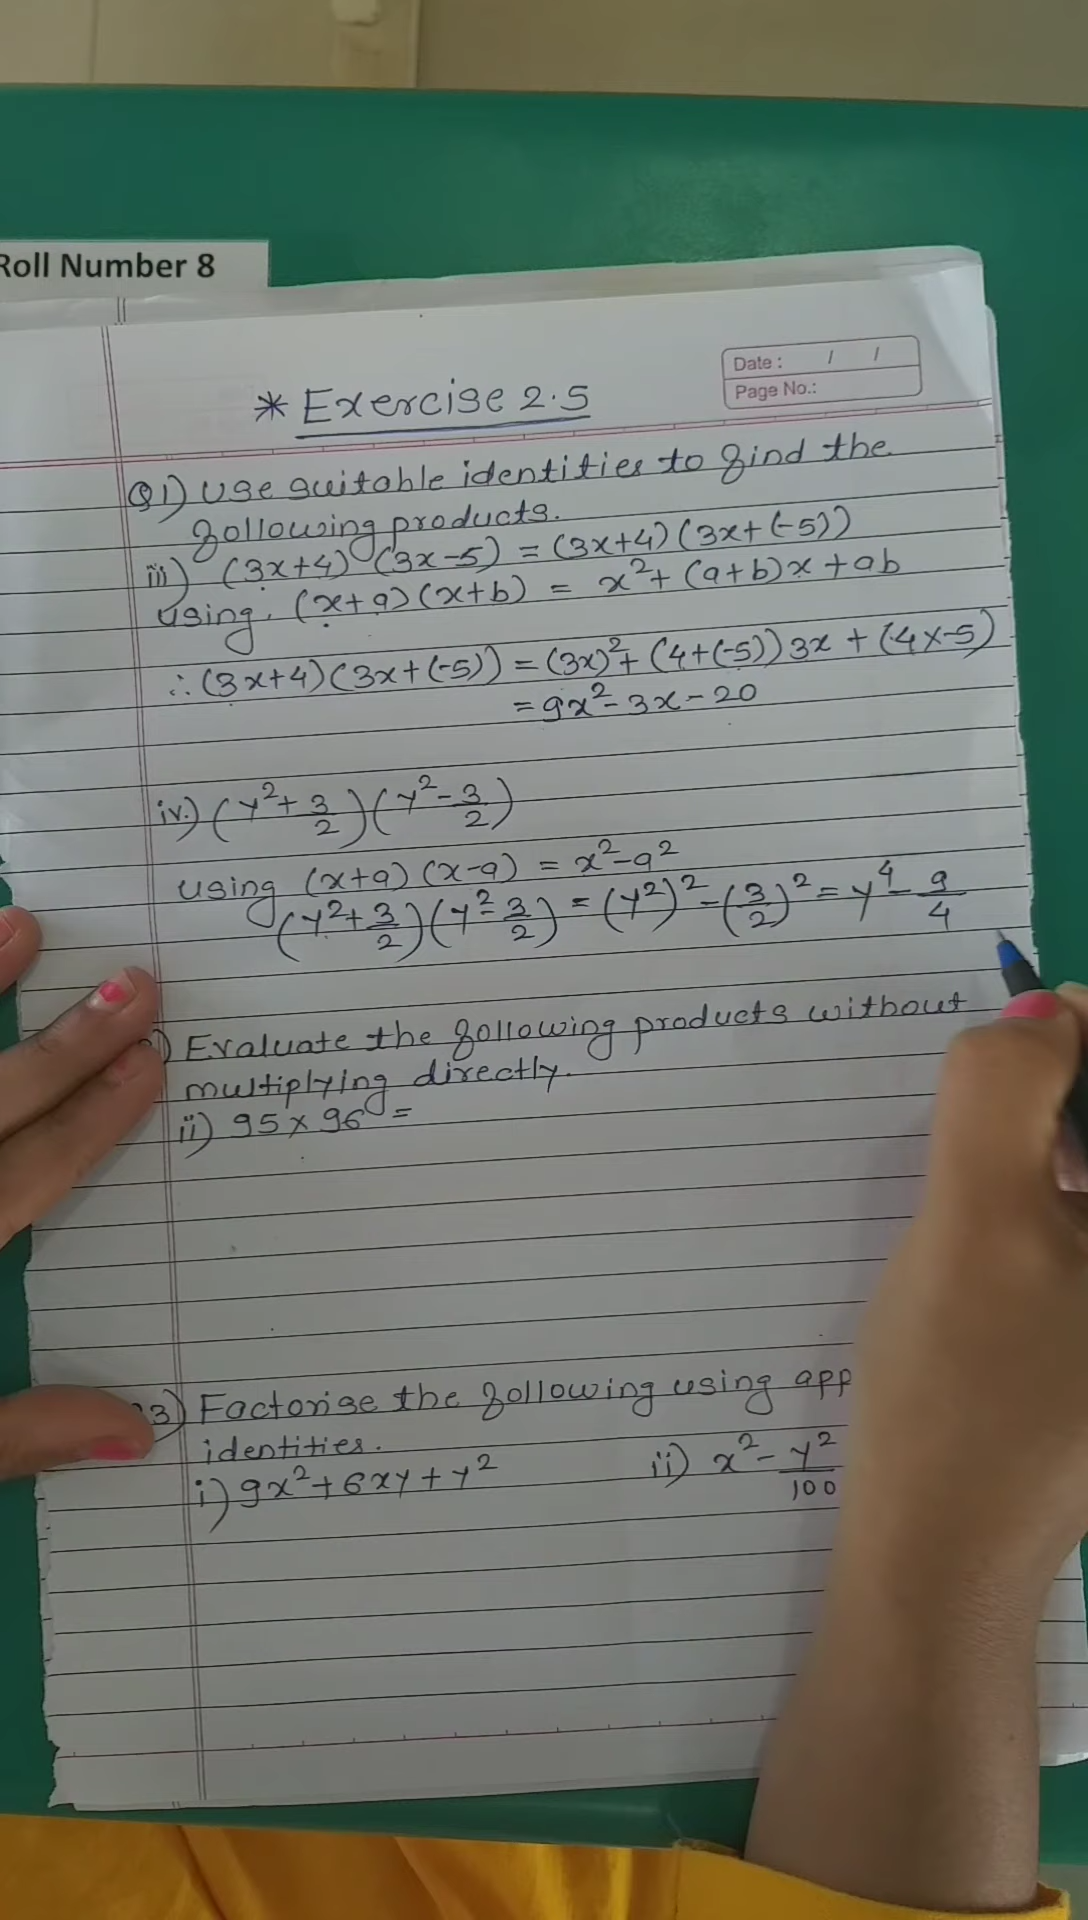 Roll Number 8
Date : / /
Page No.:
* Exercise 2.5
Q1) Use suitable identities to find the
following products.
iii) (3x+4) (3x-5) = (3x+4) (3x+(-5))
using, (x+a)(x+b) = x²+ (a+b)x + ab
∴ (3x+4)(3x+(-5)) = (3x)²+ (4+(-5))3x + (4x-5)
= 9x²- 3x - 20
iv.) (y²+ 3/2)(y²- 3/2)
using (x+a) (x-a) = x²-a²
(y²+ 3/2)(y²- 3/2) = (y²)² - (3/2)² = y⁴- 9/4
) Evaluate the following products without
multiplying directly.
ii) 95 x 96 =
3) Factorise the following using app
identities.
i) 9x²+6xy+y² ii) x²- y²/100